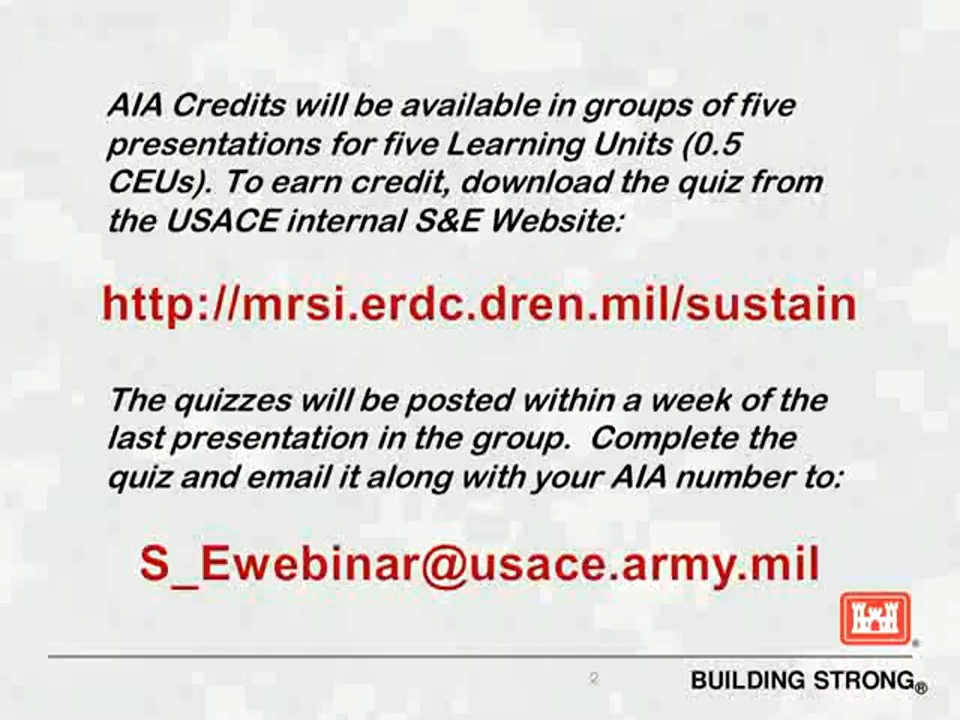 AIA Credits will be available in groups of five
presentations for five Learning Units (0.5
CEUs). To earn credit, download the quiz from
the USACE internal S&E Website:
http://mrsi.erdc.dren.mil/sustain
The quizzes will be posted within a week of the
last presentation in the group. Complete the
quiz and email it along with your AIA number to:
S_Ewebinar@usace.army.mil
®
2
BUILDING STRONG®